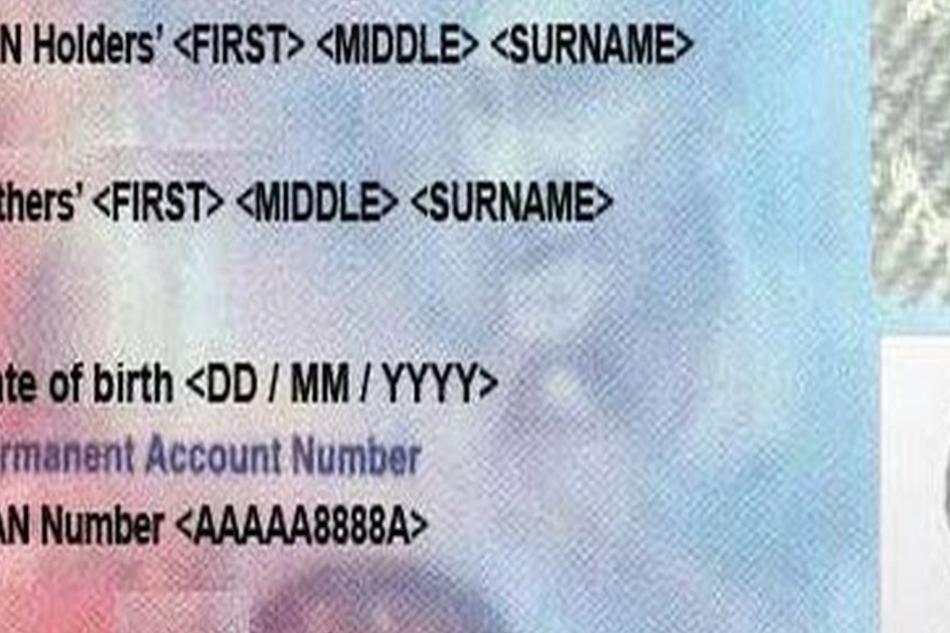 N Holders' <FIRST> <MIDDLE> <SURNAME>
thers' <FIRST> <MIDDLE> <SURNAME>
te of birth <DD / MM / YYYY>
rmanent Account Number
AN Number <AAAAA8888A>